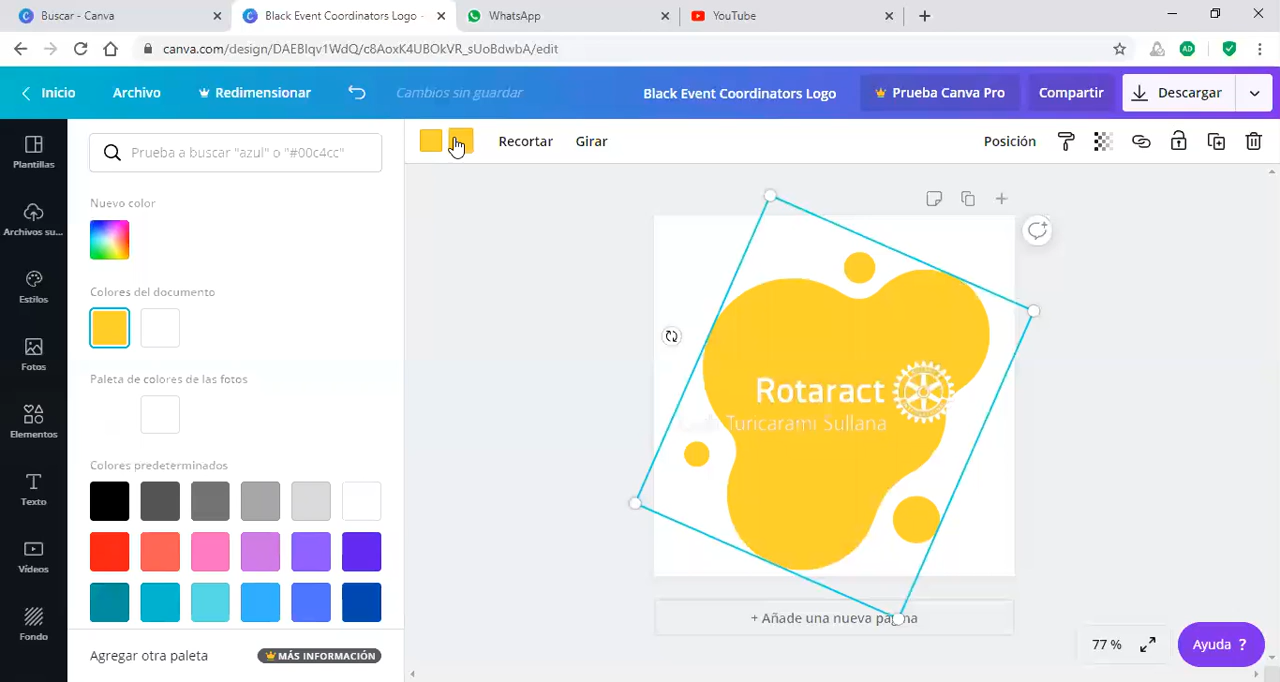 Buscar - Canva
Black Event Coordinators Logo -
WhatsApp
YouTube
canva.com/design/DAEBIqv1WdQ/c8AoxK4UBOkVR_sUoBdwbA/edit
AD
Inicio
Archivo
Redimensionar
Cambios sin guardar
Black Event Coordinators Logo
Prueba Canva Pro
Compartir
Descargar
Plantillas
Archivos su...
Estilos
Fotos
Elementos
Texto
Vídeos
Fondo
Prueba a buscar "azul" o "#00c4cc"
Nuevo color
Colores del documento
Paleta de colores de las fotos
Colores predeterminados
Agregar otra paleta
MÁS INFORMACIÓN
Recortar
Girar
Posición
Rotaract
Turicarami Sullana
+ Añade una nueva página
77 %
Ayuda ?